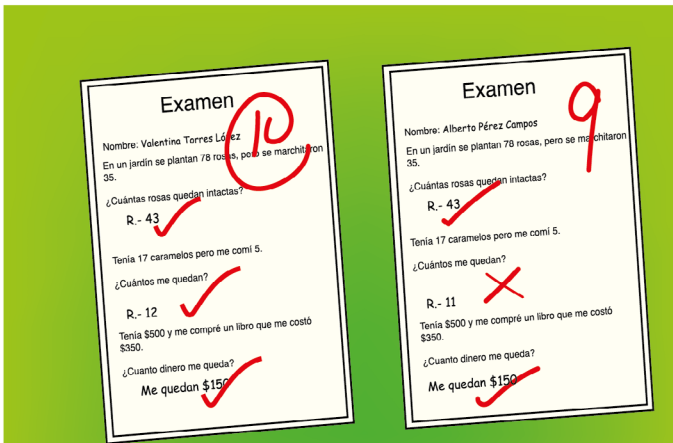 Examen
10
Nombre: Valentina Torres López
En un jardín se plantan 78 rosas, pero se marchitaron
35.
¿Cuántas rosas quedan intactas?
R.- 43
Tenía 17 caramelos pero me comí 5.
¿Cuántos me quedan?
R.- 12
Tenía $500 y me compré un libro que me costó
$350.
¿Cuanto dinero me queda?
Me quedan $150
Examen
9
Nombre: Alberto Pérez Campos
En un jardín se plantan 78 rosas, pero se marchitaron
35.
¿Cuántas rosas quedan intactas?
R.- 43
Tenía 17 caramelos pero me comí 5.
¿Cuántos me quedan?
R.- 11
Tenía $500 y me compré un libro que me costó
$350.
¿Cuanto dinero me queda?
Me quedan $150